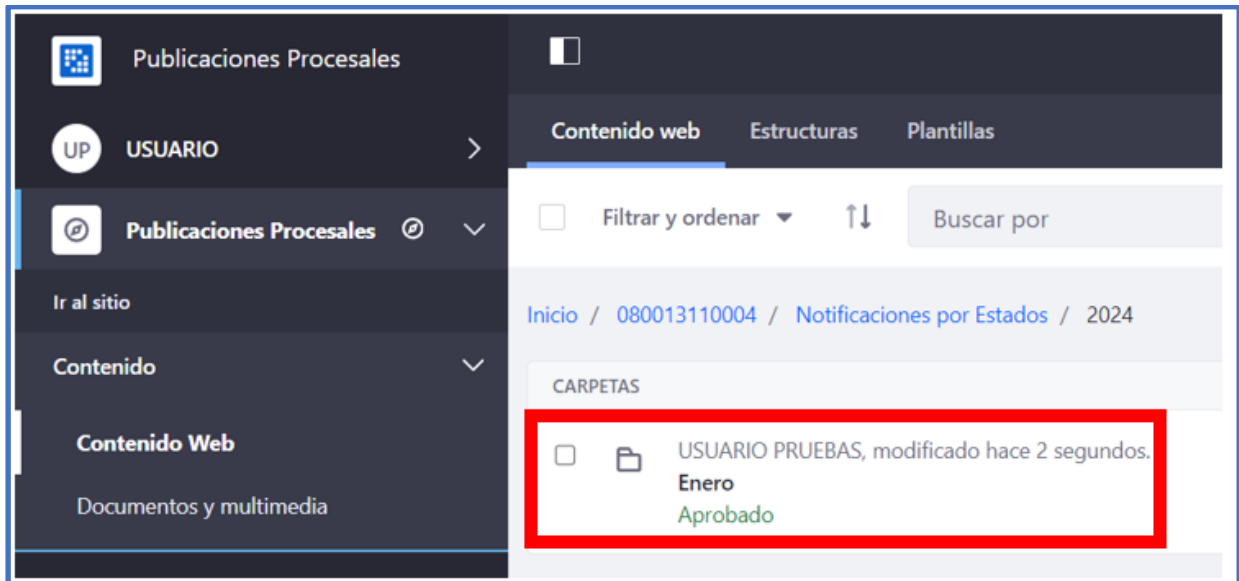 Publicaciones Procesales
UP USUARIO
Publicaciones Procesales
Ir al sitio
Contenido
Contenido Web
Documentos y multimedia
Contenido web Estructuras Plantillas
Filtrar y ordenar Buscar por
Inicio / 080013110004 / Notificaciones por Estados / 2024
CARPETAS
USUARIO PRUEBAS, modificado hace 2 segundos.
Enero
Aprobado